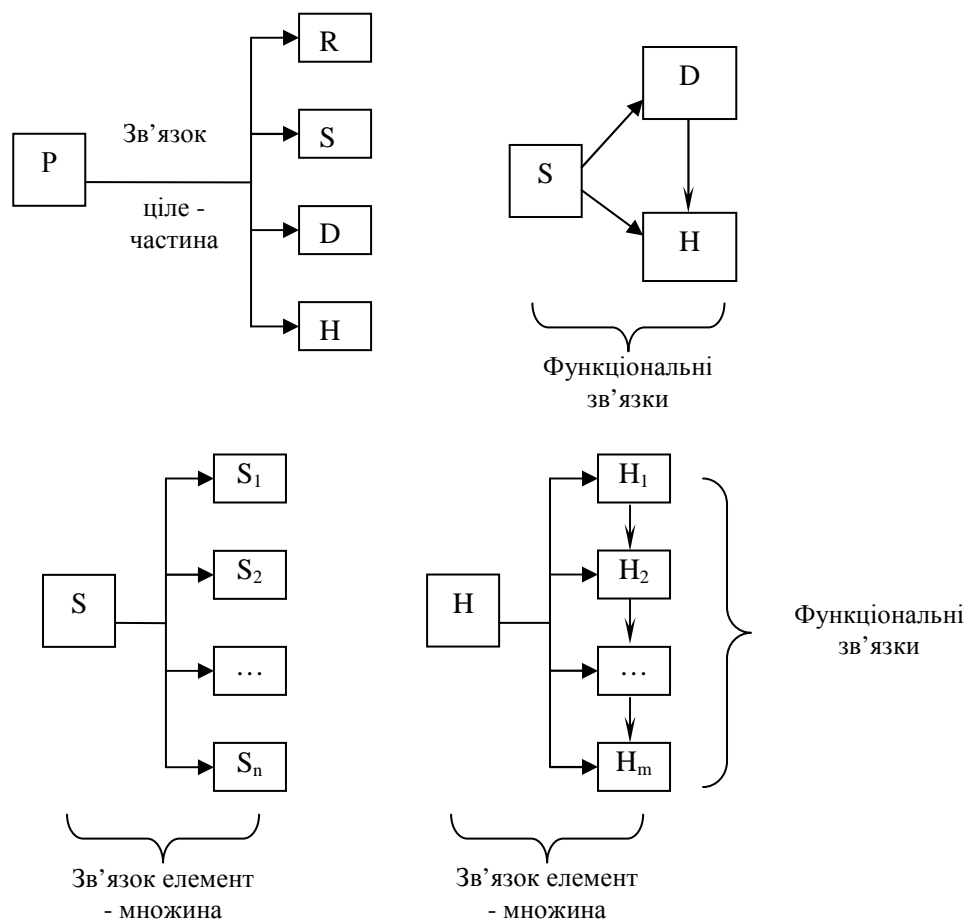 R
S
D
H
P
Зв’язок
ціле -
частина
D
S
H
Функціональні
зв’язки
S
S₁
S₂
…
Sₙ
Зв’язок елемент
- множина
H
H₁
H₂
…
Hₘ
Функціональні
зв’язки
Зв’язок елемент
- множина